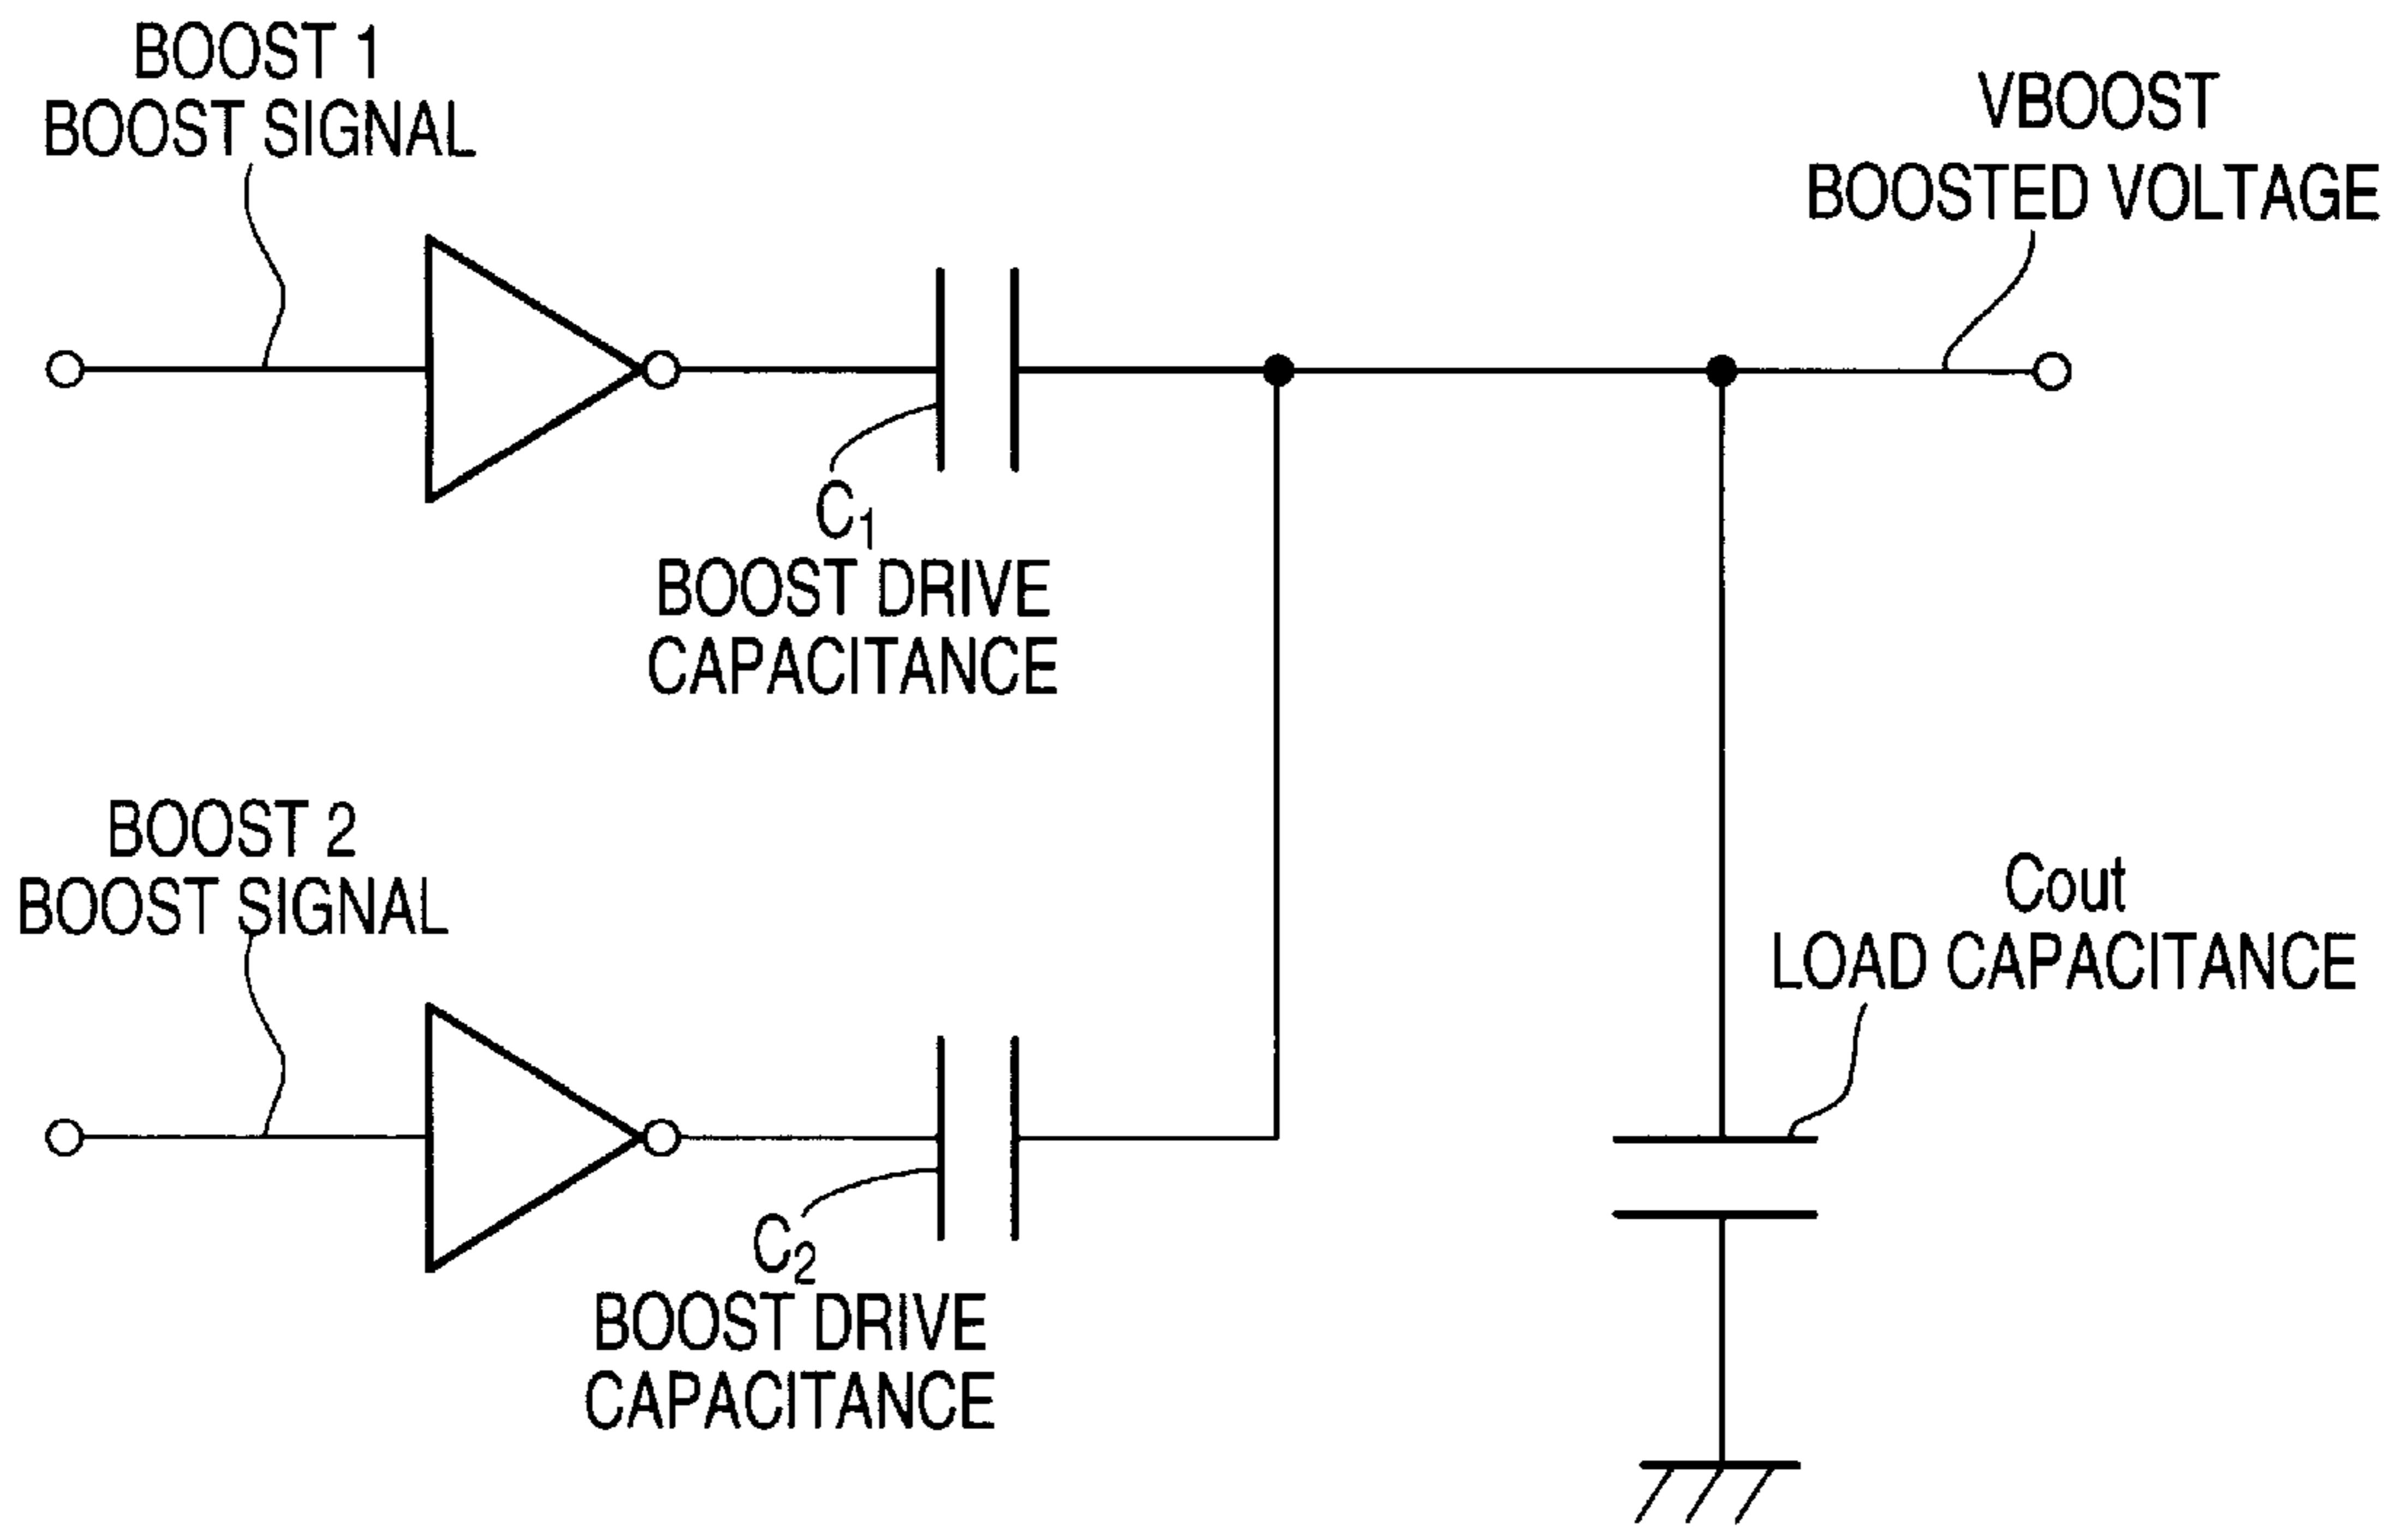 BOOST 1
BOOST SIGNAL
VBOOST
BOOSTED VOLTAGE
C₁
BOOST DRIVE
CAPACITANCE
BOOST 2
BOOST SIGNAL
Cout
LOAD CAPACITANCE
C₂
BOOST DRIVE
CAPACITANCE